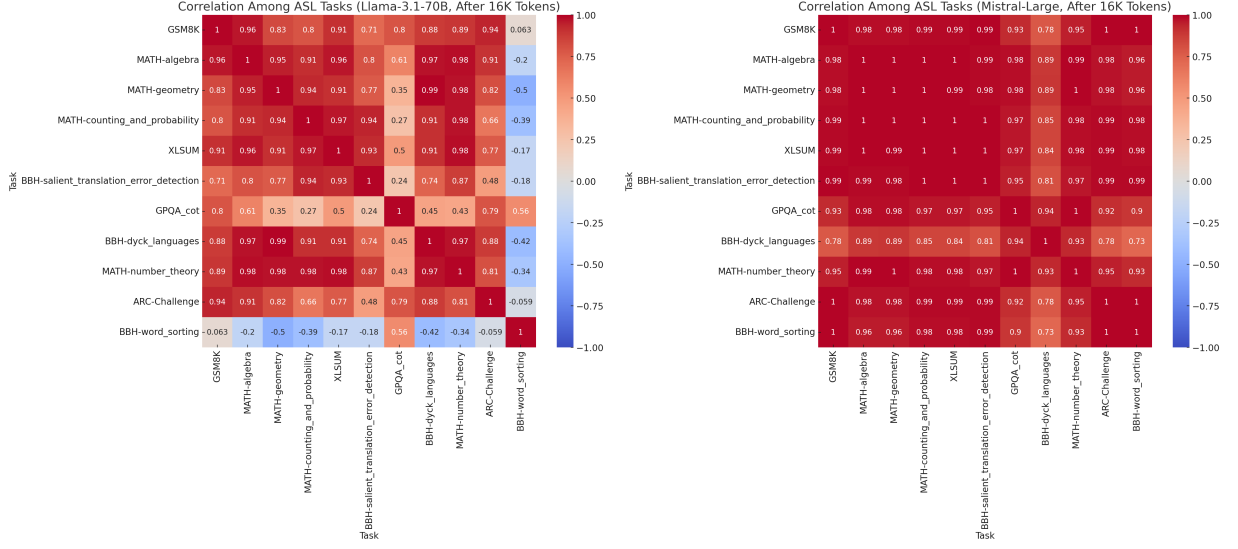 Correlation Among ASL Tasks (Llama-3.1-70B, After 16K Tokens)
GSM8K 1 0.96 0.83 0.8 0.91 0.71 0.8 0.88 0.89 0.94 0.063
MATH-algebra 0.96 1 0.95 0.91 0.96 0.8 0.61 0.97 0.98 0.91 -0.2
MATH-geometry 0.83 0.95 1 0.94 0.91 0.77 0.35 0.99 0.98 0.82 -0.5
MATH-counting_and_probability 0.8 0.91 0.94 1 0.97 0.94 0.27 0.91 0.98 0.66 -0.39
XLSUM 0.91 0.96 0.91 0.97 1 0.93 0.5 0.91 0.98 0.77 -0.17
BBH-salient_translation_error_detection 0.71 0.8 0.77 0.94 0.93 1 0.24 0.74 0.87 0.48 -0.18
GPQA_cot 0.8 0.61 0.35 0.27 0.5 0.24 1 0.45 0.43 0.79 0.56
BBH-dyck_languages 0.88 0.97 0.99 0.91 0.91 0.74 0.45 1 0.97 0.88 -0.42
MATH-number_theory 0.89 0.98 0.98 0.98 0.98 0.87 0.43 0.97 1 0.81 -0.34
ARC-Challenge 0.94 0.91 0.82 0.66 0.77 0.48 0.79 0.88 0.81 1 -0.059
BBH-word_sorting 0.063 -0.2 -0.5 -0.39 -0.17 -0.18 0.56 -0.42 -0.34 -0.059 1
Task
GSM8K
MATH-algebra
MATH-geometry
MATH-counting_and_probability
XLSUM
BBH-salient_translation_error_detection
GPQA_cot
BBH-dyck_languages
MATH-number_theory
ARC-Challenge
BBH-word_sorting
Task
1.00
0.75
0.50
0.25
0.00
−0.25
−0.50
−0.75
−1.00
Correlation Among ASL Tasks (Mistral-Large, After 16K Tokens)
GSM8K 1 0.98 0.98 0.99 0.99 0.99 0.93 0.78 0.95 1 1
MATH-algebra 0.98 1 1 1 1 0.99 0.98 0.89 0.99 0.98 0.96
MATH-geometry 0.98 1 1 1 0.99 0.98 0.98 0.89 1 0.98 0.96
MATH-counting_and_probability 0.99 1 1 1 1 1 0.97 0.85 0.98 0.99 0.98
XLSUM 0.99 1 0.99 1 1 1 0.97 0.84 0.98 0.99 0.98
BBH-salient_translation_error_detection 0.99 0.99 0.98 1 1 1 0.95 0.81 0.97 0.99 0.99
GPQA_cot 0.93 0.98 0.98 0.97 0.97 0.95 1 0.94 1 0.92 0.9
BBH-dyck_languages 0.78 0.89 0.89 0.85 0.84 0.81 0.94 1 0.93 0.78 0.73
MATH-number_theory 0.95 0.99 1 0.98 0.98 0.97 1 0.93 1 0.95 0.93
ARC-Challenge 1 0.98 0.98 0.99 0.99 0.99 0.92 0.78 0.95 1 1
BBH-word_sorting 1 0.96 0.96 0.98 0.98 0.99 0.9 0.73 0.93 1 1
Task
GSM8K
MATH-algebra
MATH-geometry
MATH-counting_and_probability
XLSUM
BBH-salient_translation_error_detection
GPQA_cot
BBH-dyck_languages
MATH-number_theory
ARC-Challenge
BBH-word_sorting
Task
1.00
0.75
0.50
0.25
0.00
−0.25
−0.50
−0.75
−1.00